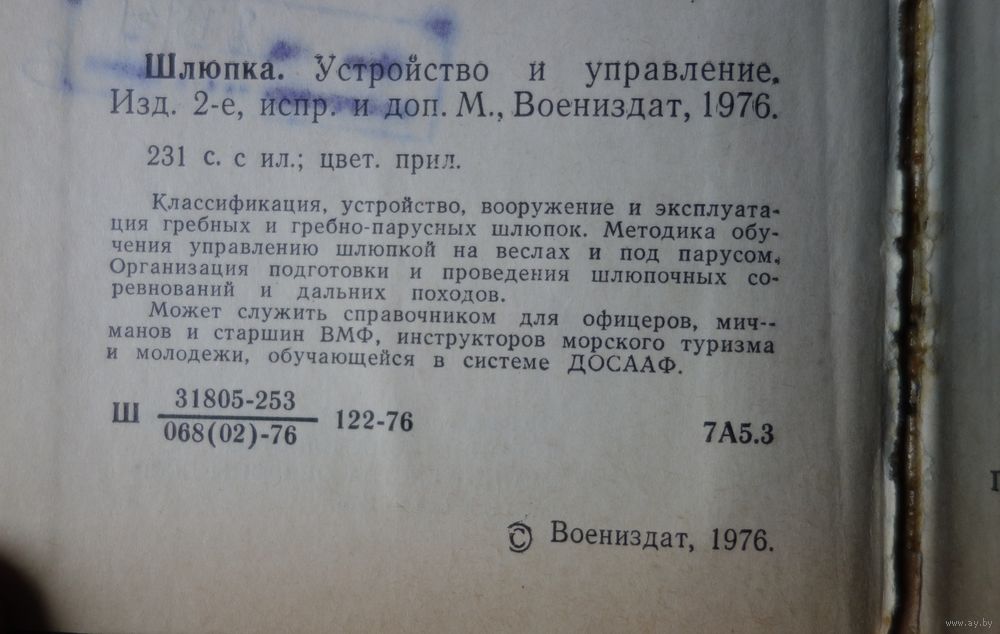 Шлюпка. Устройство и управление.
Изд. 2-е, испр. и доп. М., Воениздат, 1976.
231 с. с ил.; цвет. прил.
Классификация, устройство, вооружение и эксплуата-
ция гребных и гребно-парусных шлюпок. Методика обу-
чения управлению шлюпкой на веслах и под парусом.
Организация подготовки и проведения шлюпочных со-
ревнований и дальних походов.
Может служить справочником для офицеров, мич--
манов и старшин ВМФ, инструкторов морского туризма
и молодежи, обучающейся в системе ДОСААФ.
Ш 31805-253
068(02)-76 122-76 7А5.3
© Воениздат, 1976.
www.ay.by